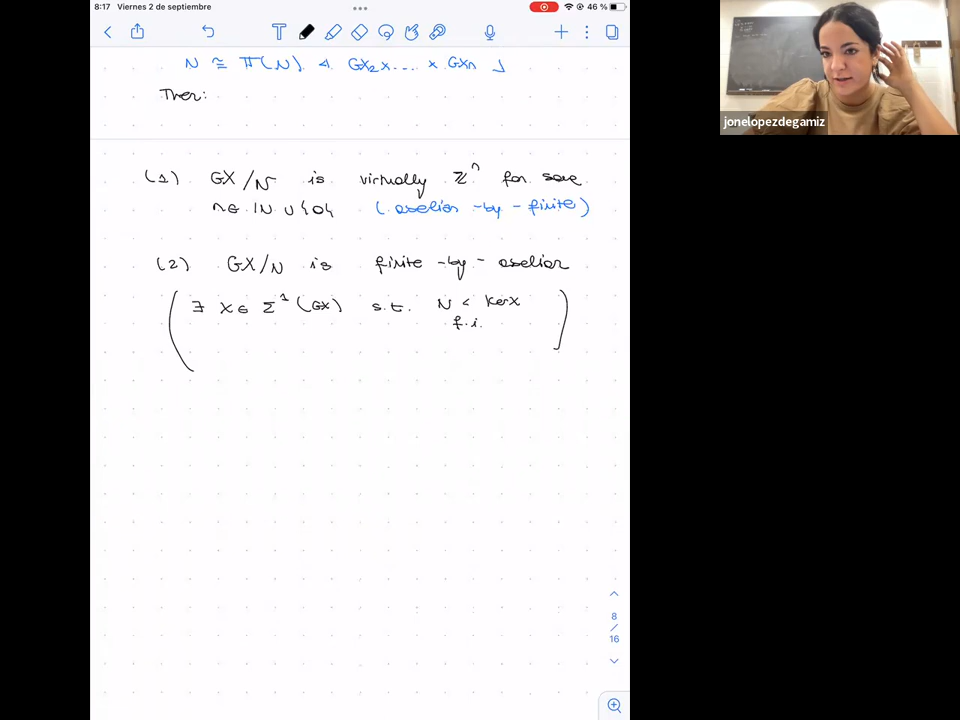 8:17 Viernes 2 de septiembre
46 %
N ≅ π(N) ◁ GX₂ × ... × GXn ⌋
Then:
(1) GX/N is virtually ℤⁿ for some
n ∈ ℕ ∪ {0} (abelian-by-finite)
(2) GX/N is finite-by-abelian
∃ χ ∈ Σ¹(GX) s.t. N < ker χ
f.i.
8
/
16
jonelopezdegamiz